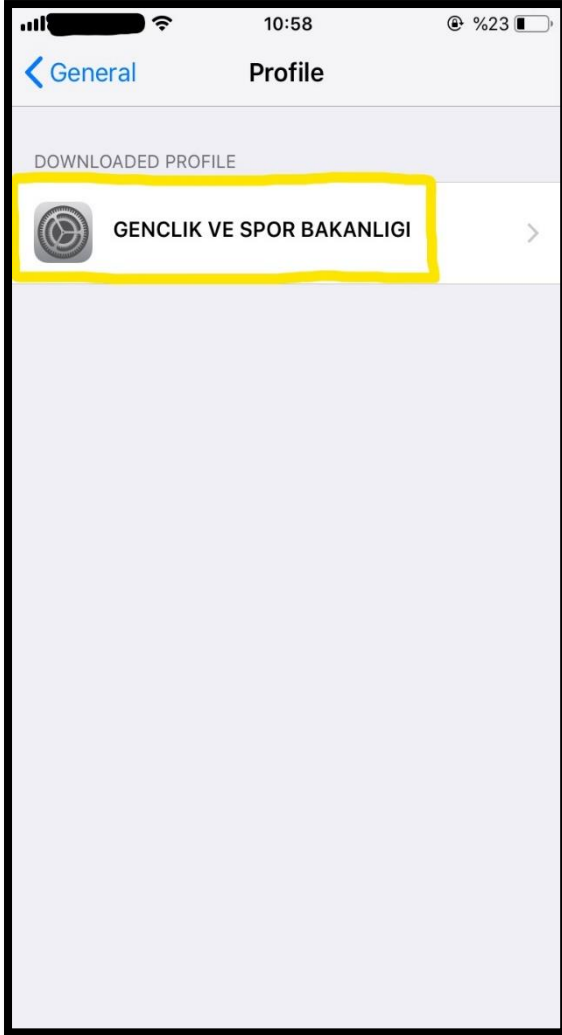 10:58
%23
General
Profile
DOWNLOADED PROFILE
GENCLIK VE SPOR BAKANLIGI